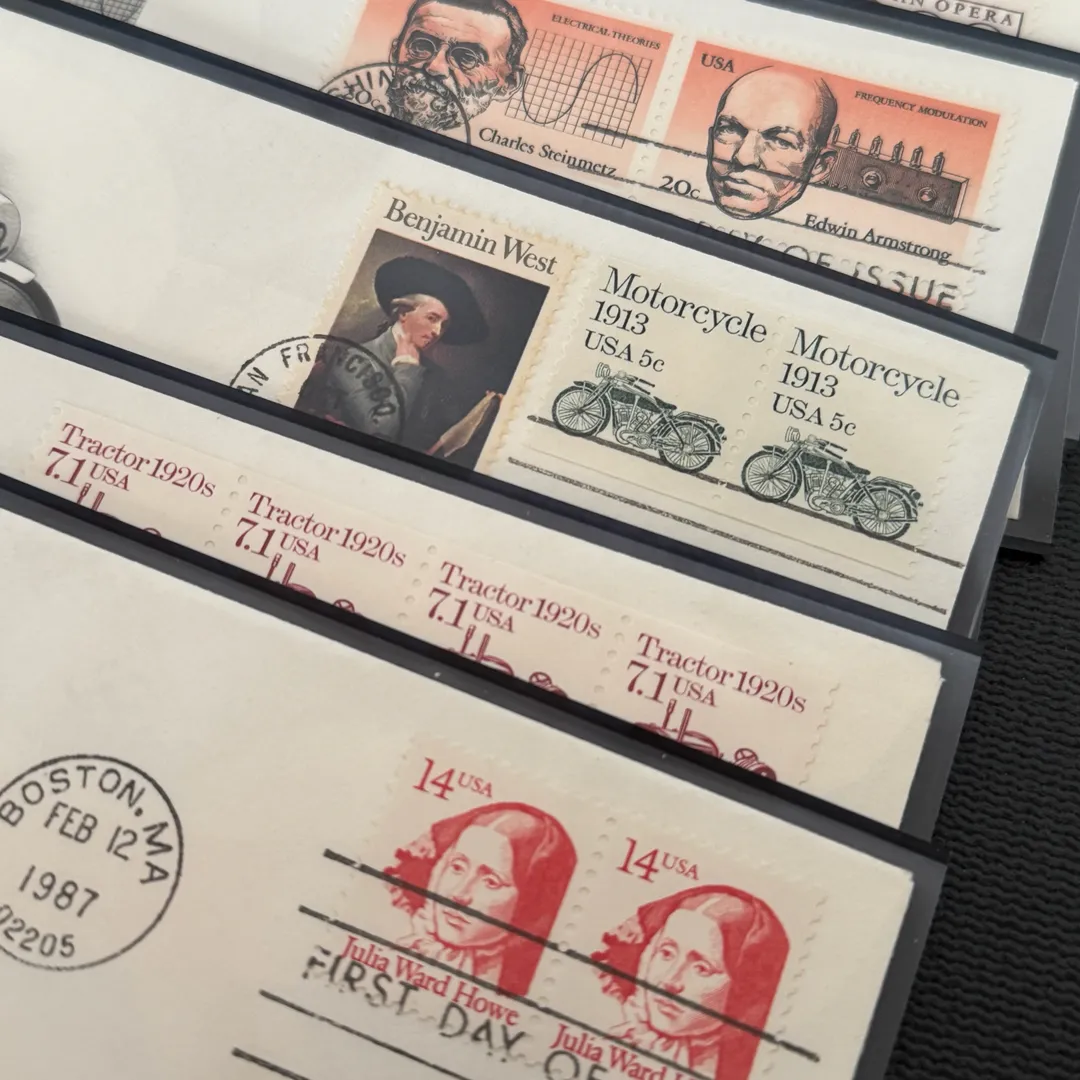 AN OPERA
ELECTRICAL THEORIES
Charles Steinmetz
USA
FREQUENCY MODULATION
20c
Edwin Armstrong
OF ISSUE
Benjamin West
Motorcycle
1913
USA 5c
Motorcycle
1913
USA 5c
AN FRANCISCO
Tractor 1920s
7.1 USA
Tractor 1920s
7.1 USA
Tractor 1920s
7.1 USA
Tractor 1920s
7.1 USA
BOSTON, MA
FEB 12
1987
02205
14 USA
Julia Ward Howe
14 USA
Julia Ward
FIRST DAY OF